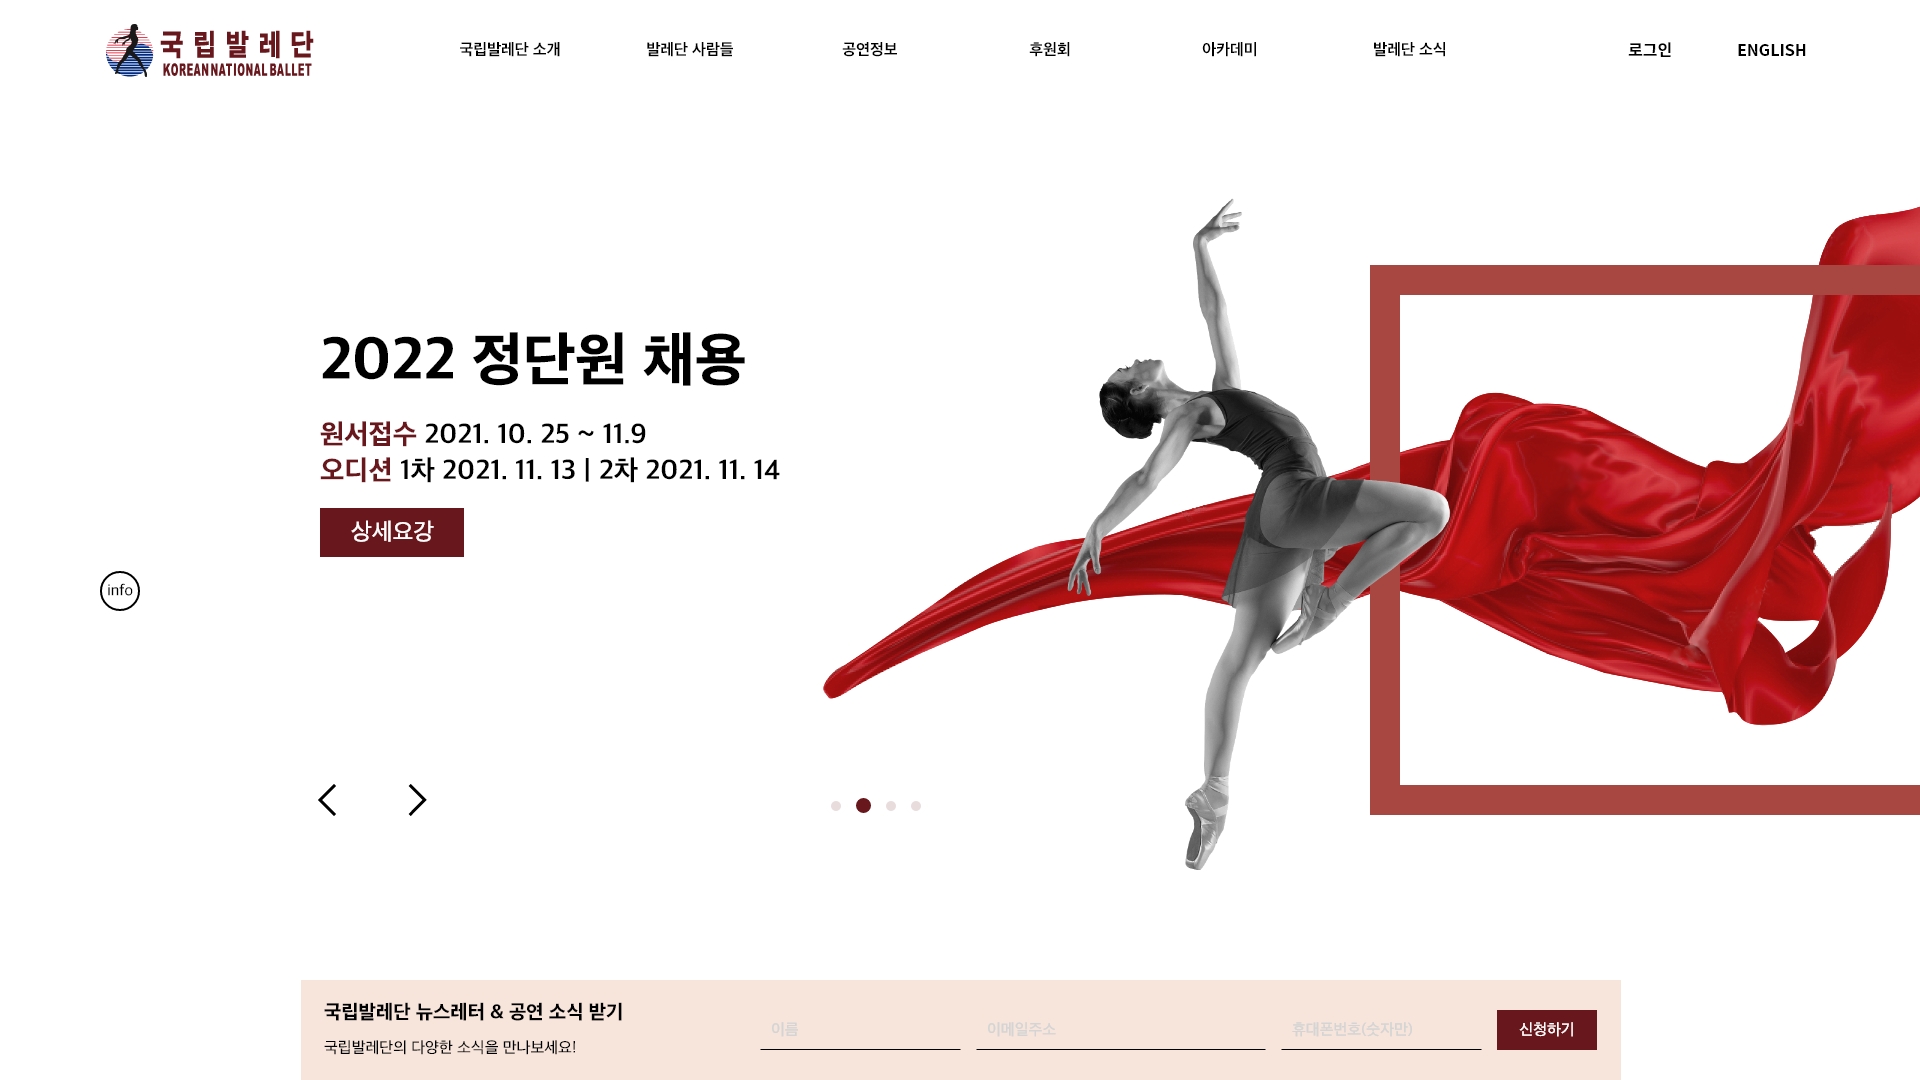 국립발레단
KOREAN NATIONAL BALLET
국립발레단 소개
발레단 사람들
공연정보
후원회
아카데미
발레단 소식
로그인
ENGLISH
2022 정단원 채용
원서접수 2021. 10. 25 ~ 11.9
오디션 1차 2021. 11. 13 | 2차 2021. 11. 14
상세요강
info
국립발레단 뉴스레터 & 공연 소식 받기
국립발레단의 다양한 소식을 만나보세요!
이름
이메일주소
휴대폰번호(숫자만)
신청하기